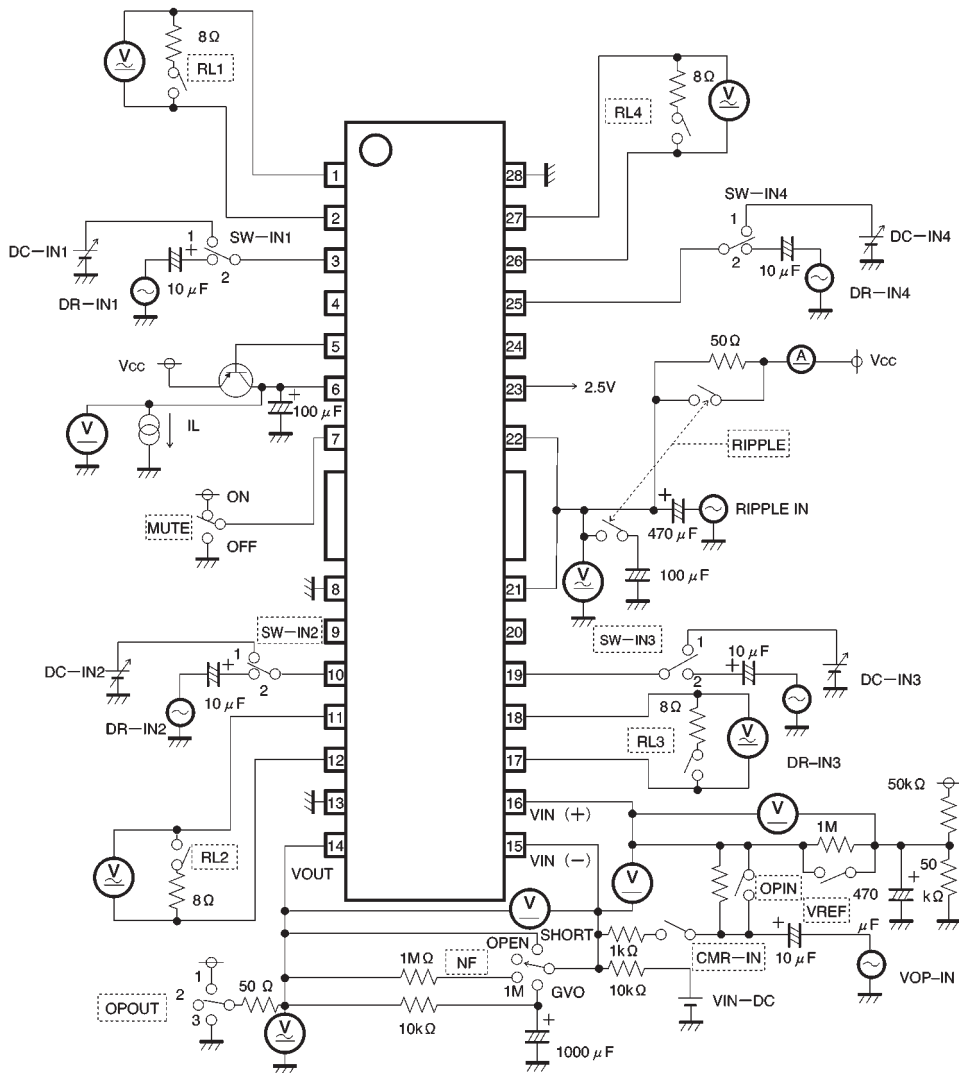 V
8Ω
RL1
RL4
8Ω
V
1
28
2
27
3
26
4
25
5
24
6
23
7
22
8
21
9
20
10
19
11
18
12
17
13
16
14
15
DC－IN1
1
SW－IN1
2
+
10 μF
DR－IN1
SW－IN4
1
2
10 μF
DC－IN4
DR－IN4
Vcc
+
100 μF
V
IL
2.5V
50Ω
A
Vcc
RIPPLE
+
470 μF
RIPPLE IN
V
100 μF
MUTE
ON
OFF
SW－IN2
DC－IN2
1
2
+
10 μF
DR－IN2
SW－IN3
1
2
10 μF
+
DC－IN3
DR－IN3
8Ω
RL3
V
V
RL2
8Ω
VOUT
VIN （+）
VIN （−）
V
1M
50kΩ
50
kΩ
V
OPIN
VREF
470
+
μF
V
SHORT
OPEN
1MΩ
NF
1M
GVO
1kΩ
10kΩ
CMR－IN
+
10 μF
VOP-IN
VIN－DC
OPOUT
1
2
3
50 Ω
V
10kΩ
+
1000 μF